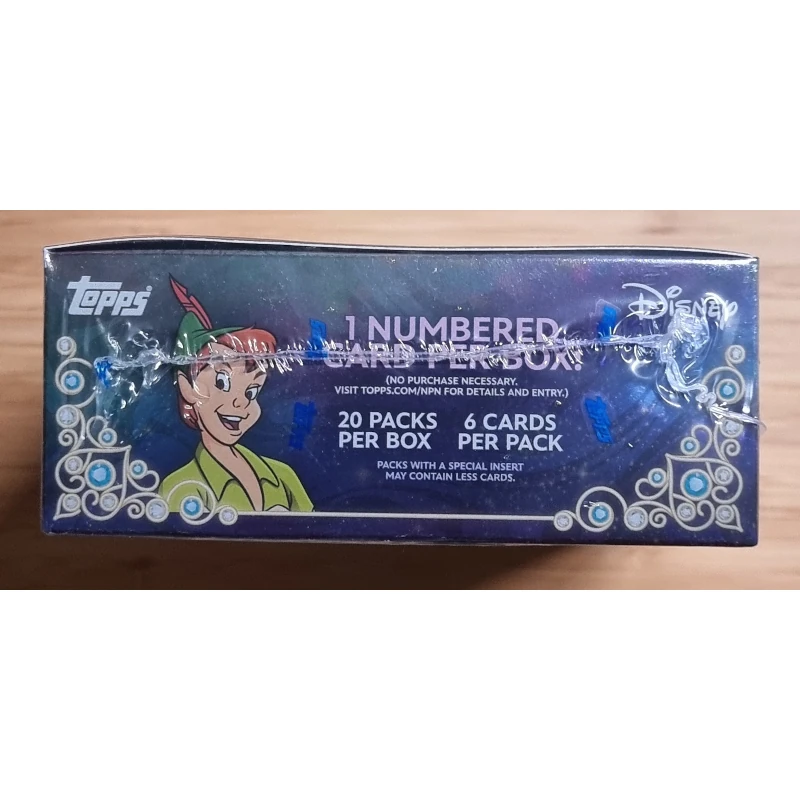 Topps
Disney
1 NUMBERED
CARD PER BOX!
(NO PURCHASE NECESSARY.
VISIT TOPPS.COM/NPN FOR DETAILS AND ENTRY.)
20 PACKS
PER BOX
6 CARDS
PER PACK
PACKS WITH A SPECIAL INSERT
MAY CONTAIN LESS CARDS.